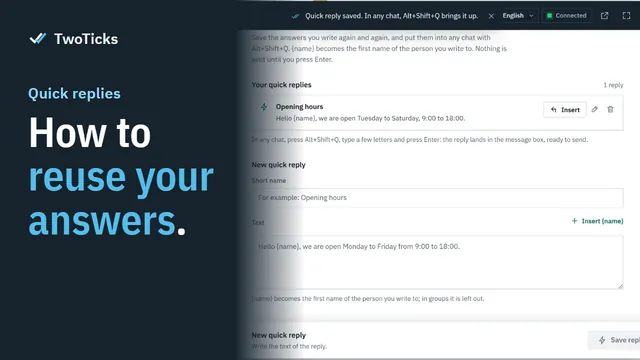 TwoTicks
Quick replies
How to
reuse your
answers.
Quick reply saved. In any chat, Alt+Shift+Q brings it up.
English
Connected
Save the answers you write again and again, and put them into any chat with
Alt+Shift+Q. {name} becomes the first name of the person you write to. Nothing is
sent until you press Enter.
Your quick replies
1 reply
Opening hours
Hello {name}, we are open Tuesday to Saturday, 9:00 to 18:00.
Insert
In any chat, press Alt+Shift+Q, type a few letters and press Enter: the reply lands in the message box, ready to send.
New quick reply
Short name
For example: Opening hours
Text
Insert {name}
Hello {name}, we are open Monday to Friday from 9:00 to 18:00.
{name} becomes the first name of the person you write to; in groups it is left out.
New quick reply
Write the text of the reply.
Save repl